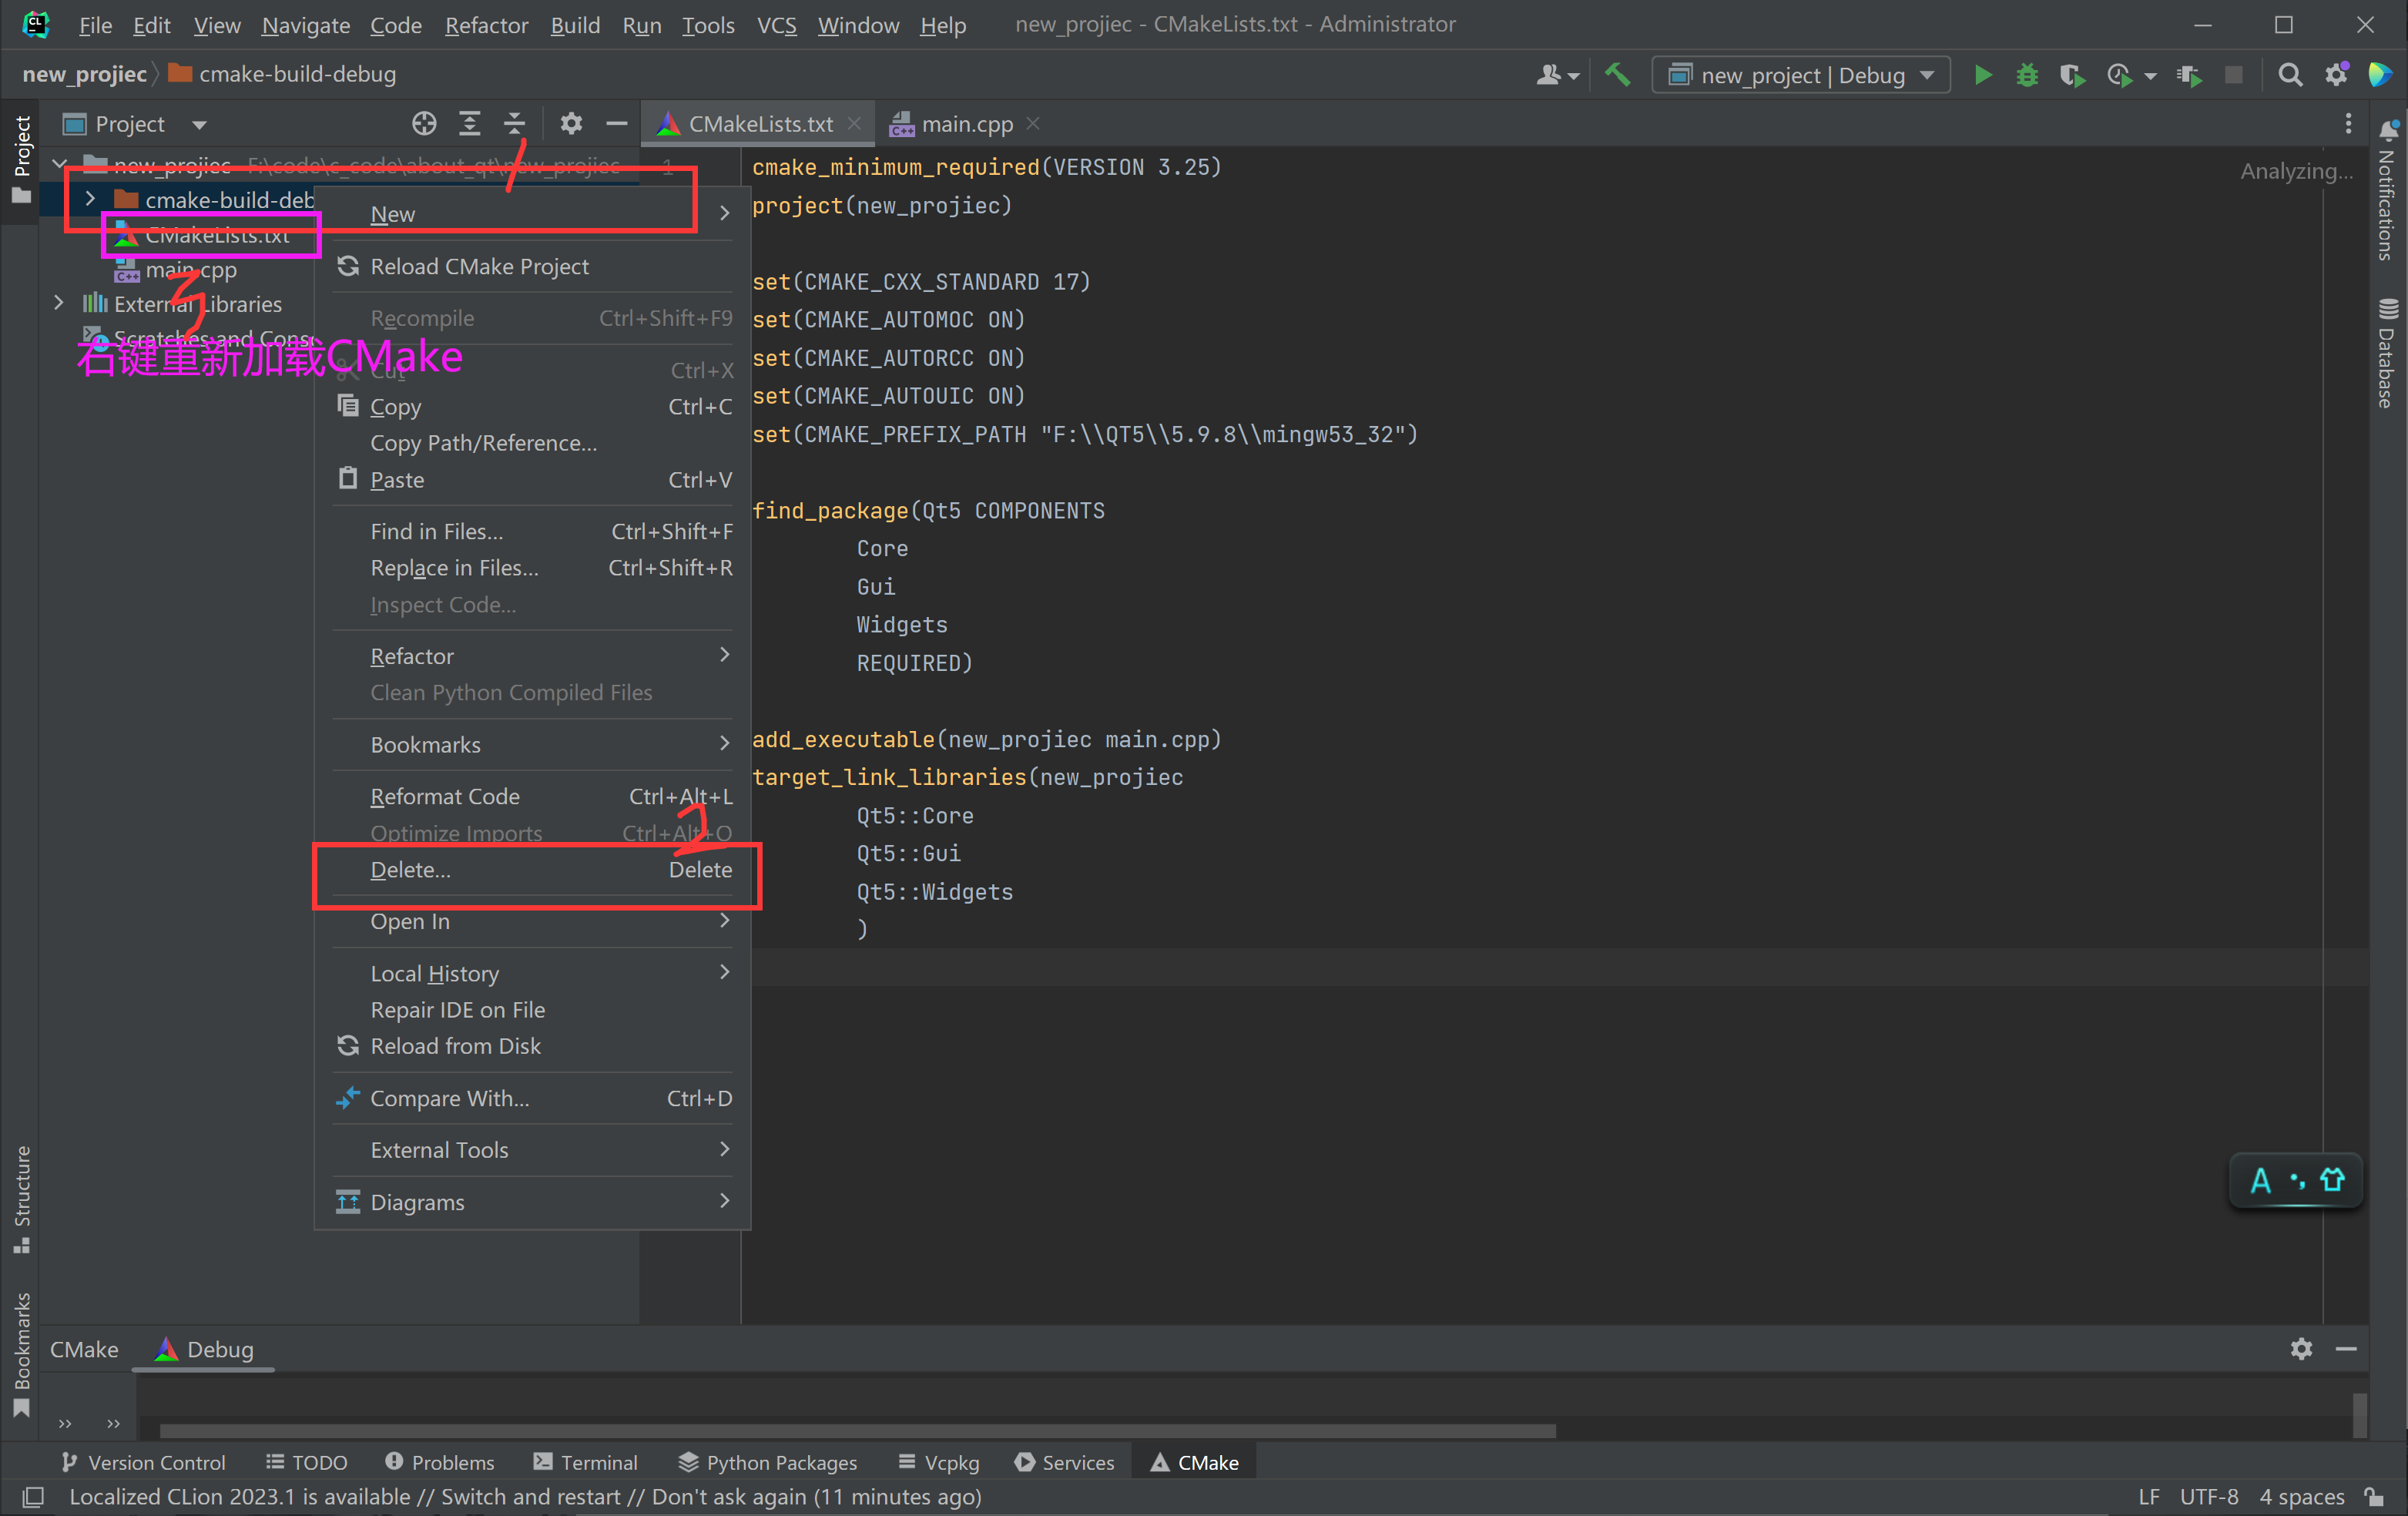 File Edit View Navigate Code Refactor Build Run Tools VCS Window Help new_projiec - CMakeLists.txt - Administrator
new_projiec cmake-build-debug new_project | Debug
Project
Project
CMakeLists.txt
main.cpp
new_projiec F:\code\c_code\about_qt\new_projiec
cmake-build-deb
CMakeLists.txt
main.cpp
External Libraries
Scratches and Cons
1
2
3
右键重新加载CMake
New
Reload CMake Project
Recompile Ctrl+Shift+F9
Cut Ctrl+X
Copy Ctrl+C
Copy Path/Reference...
Paste Ctrl+V
Find in Files... Ctrl+Shift+F
Replace in Files... Ctrl+Shift+R
Inspect Code...
Refactor
Clean Python Compiled Files
Bookmarks
Reformat Code Ctrl+Alt+L
Optimize Imports Ctrl+Alt+O
Delete... Delete
Open In
Local History
Repair IDE on File
Reload from Disk
Compare With... Ctrl+D
External Tools
Diagrams
1
cmake_minimum_required(VERSION 3.25)
project(new_projiec)
set(CMAKE_CXX_STANDARD 17)
set(CMAKE_AUTOMOC ON)
set(CMAKE_AUTORCC ON)
set(CMAKE_AUTOUIC ON)
set(CMAKE_PREFIX_PATH "F:\\QT5\\5.9.8\\mingw53_32")
find_package(Qt5 COMPONENTS
Core
Gui
Widgets
REQUIRED)
add_executable(new_projiec main.cpp)
target_link_libraries(new_projiec
Qt5::Core
Qt5::Gui
Qt5::Widgets
)
Analyzing...
Notifications
Database
Structure
Bookmarks
A
CMake Debug
Version Control TODO Problems Terminal Python Packages Vcpkg Services CMake
Localized CLion 2023.1 is available // Switch and restart // Don't ask again (11 minutes ago) LF UTF-8 4 spaces